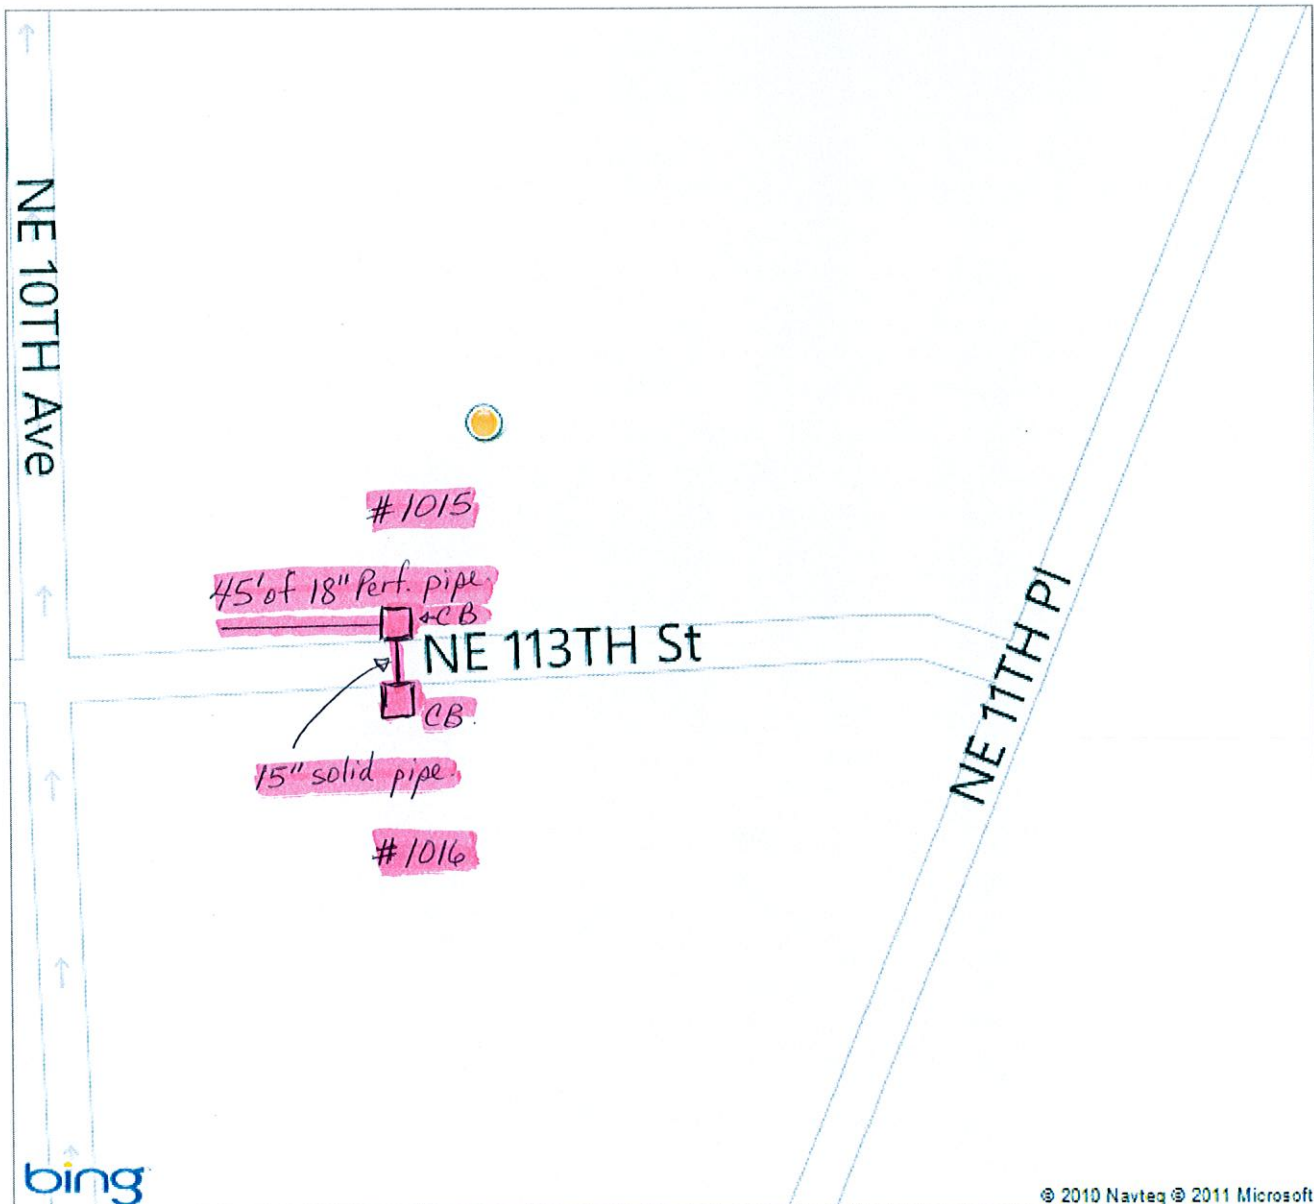 NE 10TH Ave
# 1015
45' of 18" Perf. pipe.
CB
NE 113TH St
CB.
15" solid pipe.
NE 11TH Pl
# 1016
bing
© 2010 Navteq © 2011 Microsoft